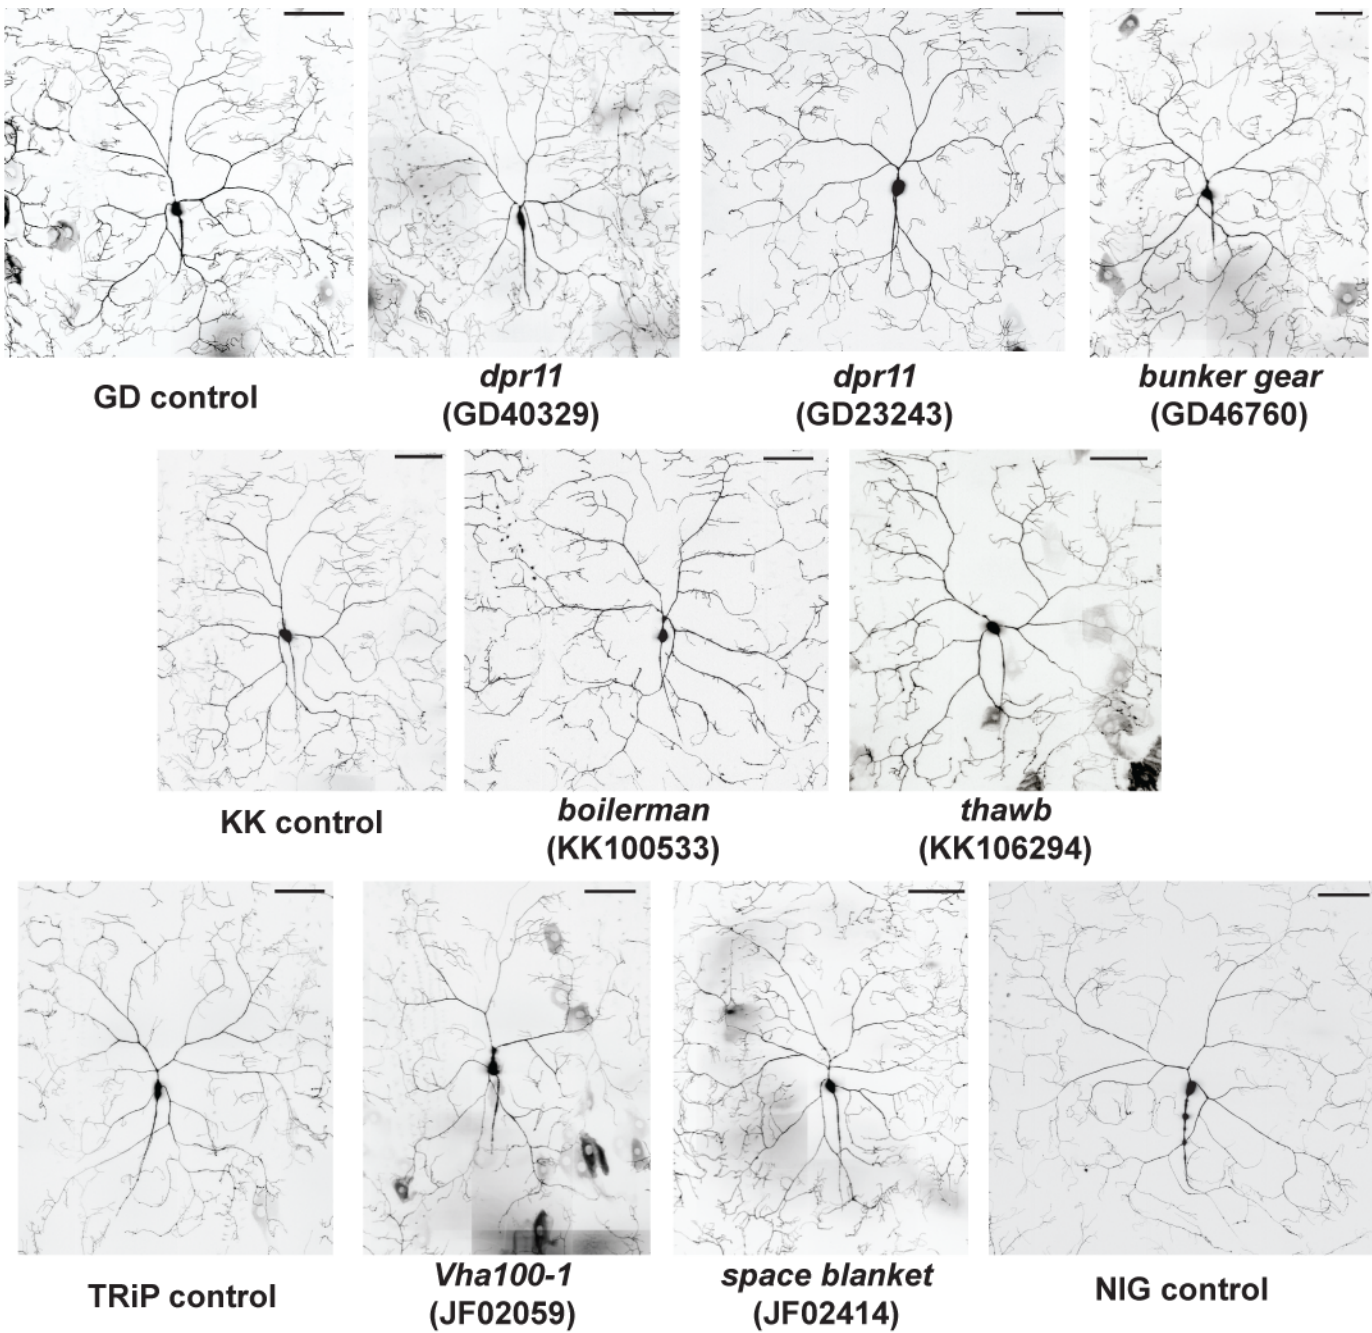 GD control
dpr11
(GD40329)
dpr11
(GD23243)
bunker gear
(GD46760)
KK control
boilerman
(KK100533)
thawb
(KK106294)
TRiP control
Vha100-1
(JF02059)
space blanket
(JF02414)
NIG control